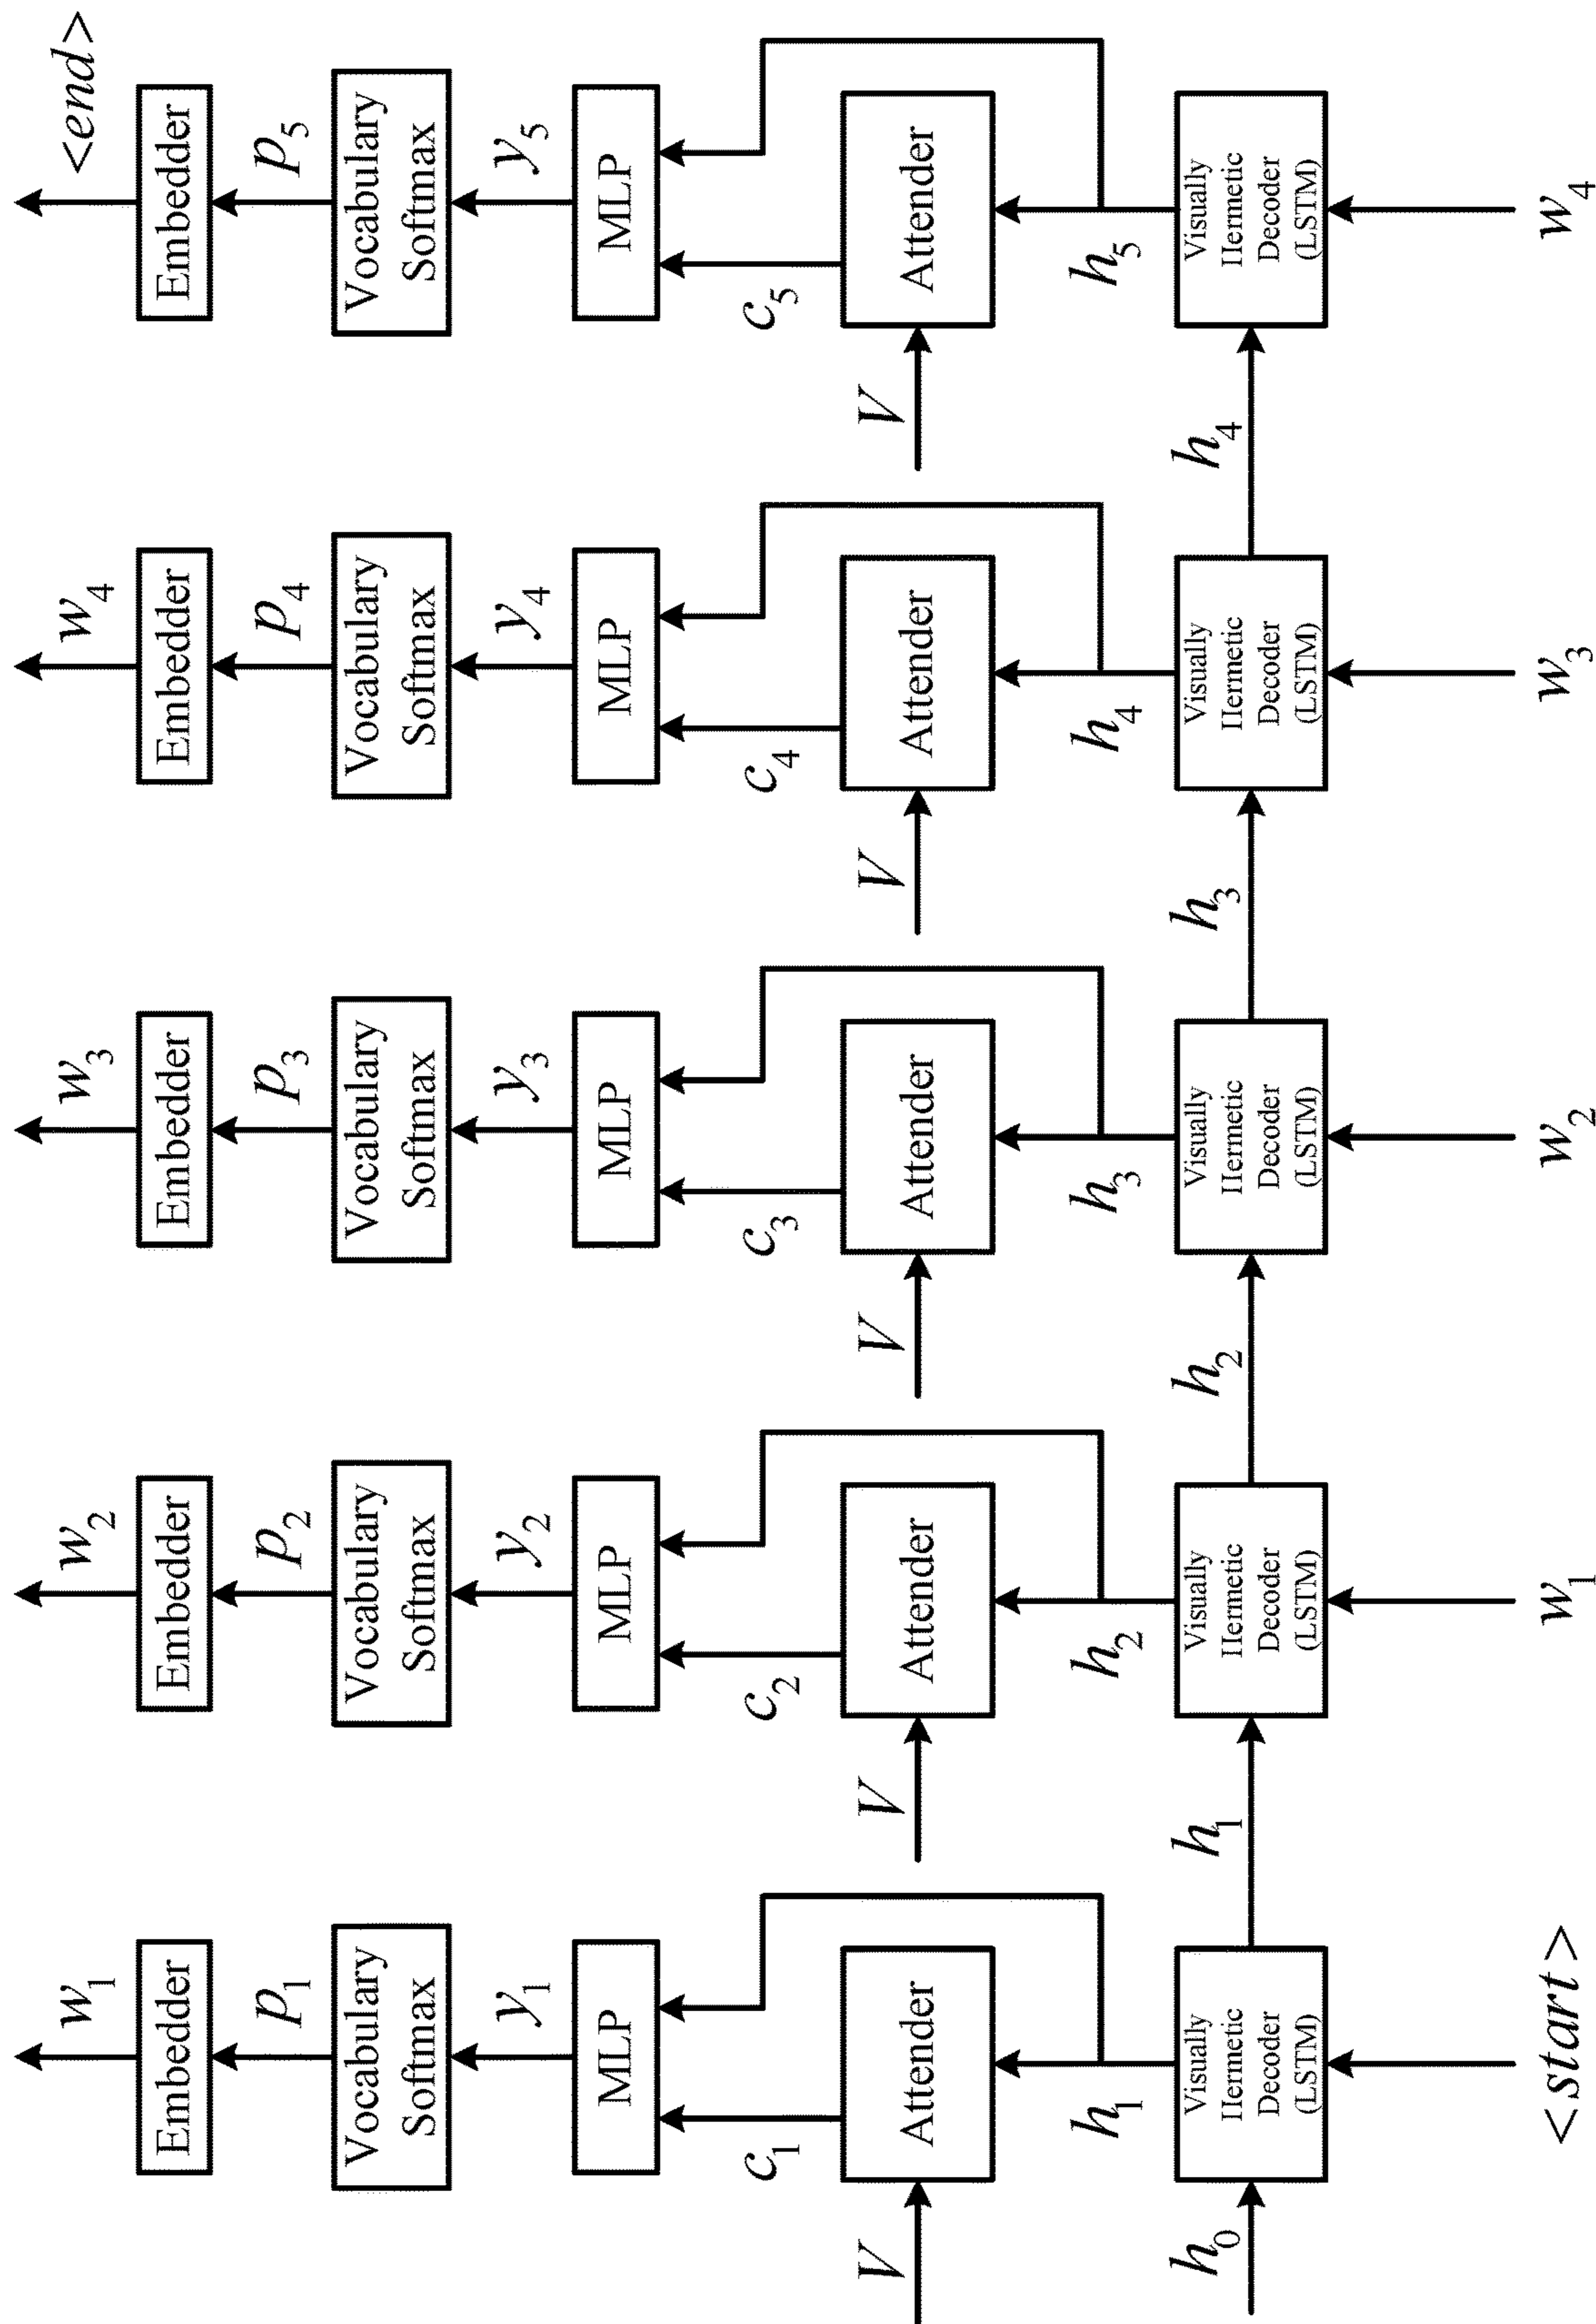 w₁ w₂ w₃ w₄ <end>
Embedder Embedder Embedder Embedder Embedder
p₁ p₂ p₃ p₄ p₅
Vocabulary Vocabulary Vocabulary Vocabulary Vocabulary
Softmax Softmax Softmax Softmax Softmax
y₁ y₂ y₃ y₄ y₅
MLP MLP MLP MLP MLP
c₁ c₂ c₃ c₄ c₅
V V V V V
Attender Attender Attender Attender Attender
h₁ h₂ h₃ h₄ h₅
h₀ h₁ h₂ h₃ h₄
Visually Visually Visually Visually Visually
Hermetic Hermetic Hermetic Hermetic Hermetic
Decoder Decoder Decoder Decoder Decoder
(LSTM) (LSTM) (LSTM) (LSTM) (LSTM)
<start> w₁ w₂ w₃ w₄